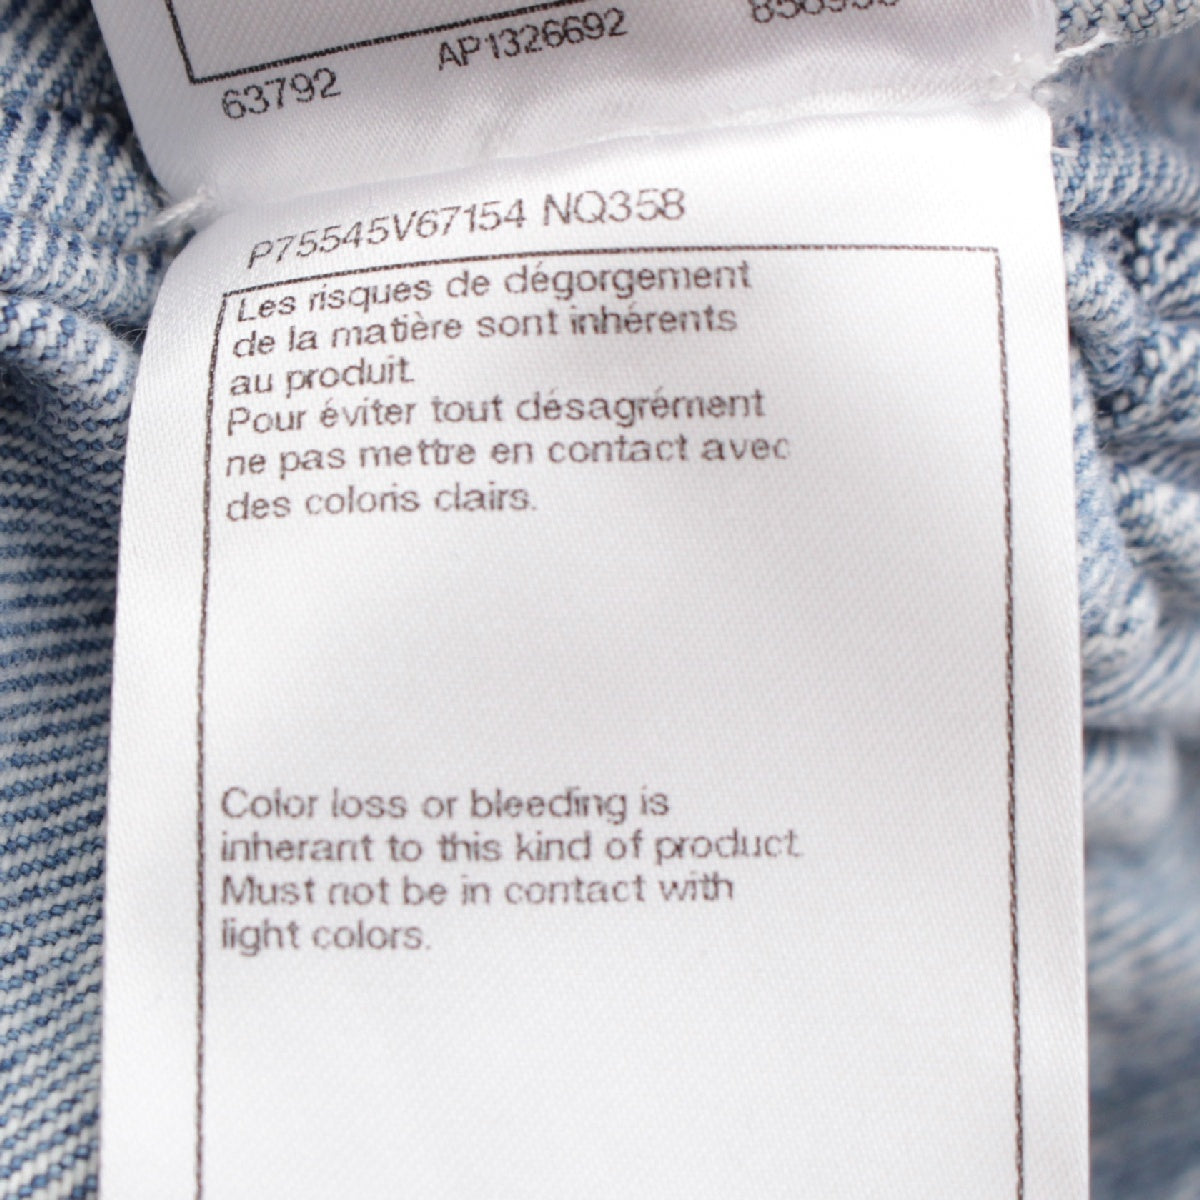 63792 AP1326692
P75545V67154 NQ358
Les risques de dégorgement
de la matière sont inhérents
au produit.
Pour éviter tout désagrément
ne pas mettre en contact avec
des coloris clairs.
Color loss or bleeding is
inherant to this kind of product.
Must not be in contact with
light colors.